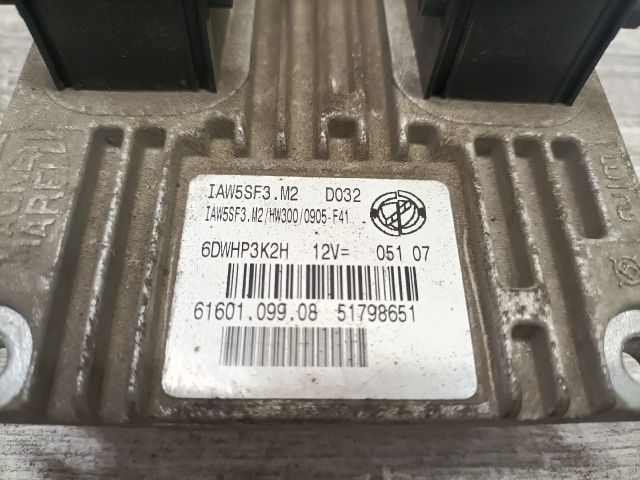 IAW5SF3.M2 D032
IAW5SF3.M2/HW300/0905-F41
6DWHP3K2H 12V= 051 07
61601.099.08 51798651